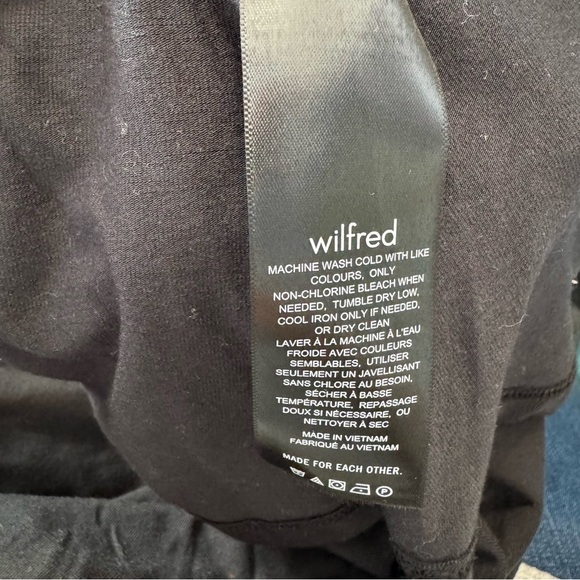 wilfred
MACHINE WASH COLD WITH LIKE
COLOURS, ONLY
NON-CHLORINE BLEACH WHEN
NEEDED, TUMBLE DRY LOW,
COOL IRON ONLY IF NEEDED.
OR DRY CLEAN
LAVER À LA MACHINE À L'EAU
FROIDE AVEC COULEURS
SEMBLABLES, UTILISER
SEULEMENT UN JAVELLISANT
SANS CHLORE AU BESOIN,
SÉCHER À BASSE
TEMPÉRATURE, REPASSAGE
DOUX SI NÉCESSAIRE, OU
NETTOYER À SEC
MADE IN VIETNAM
FABRIQUÉ AU VIETNAM
MADE FOR EACH OTHER.
P